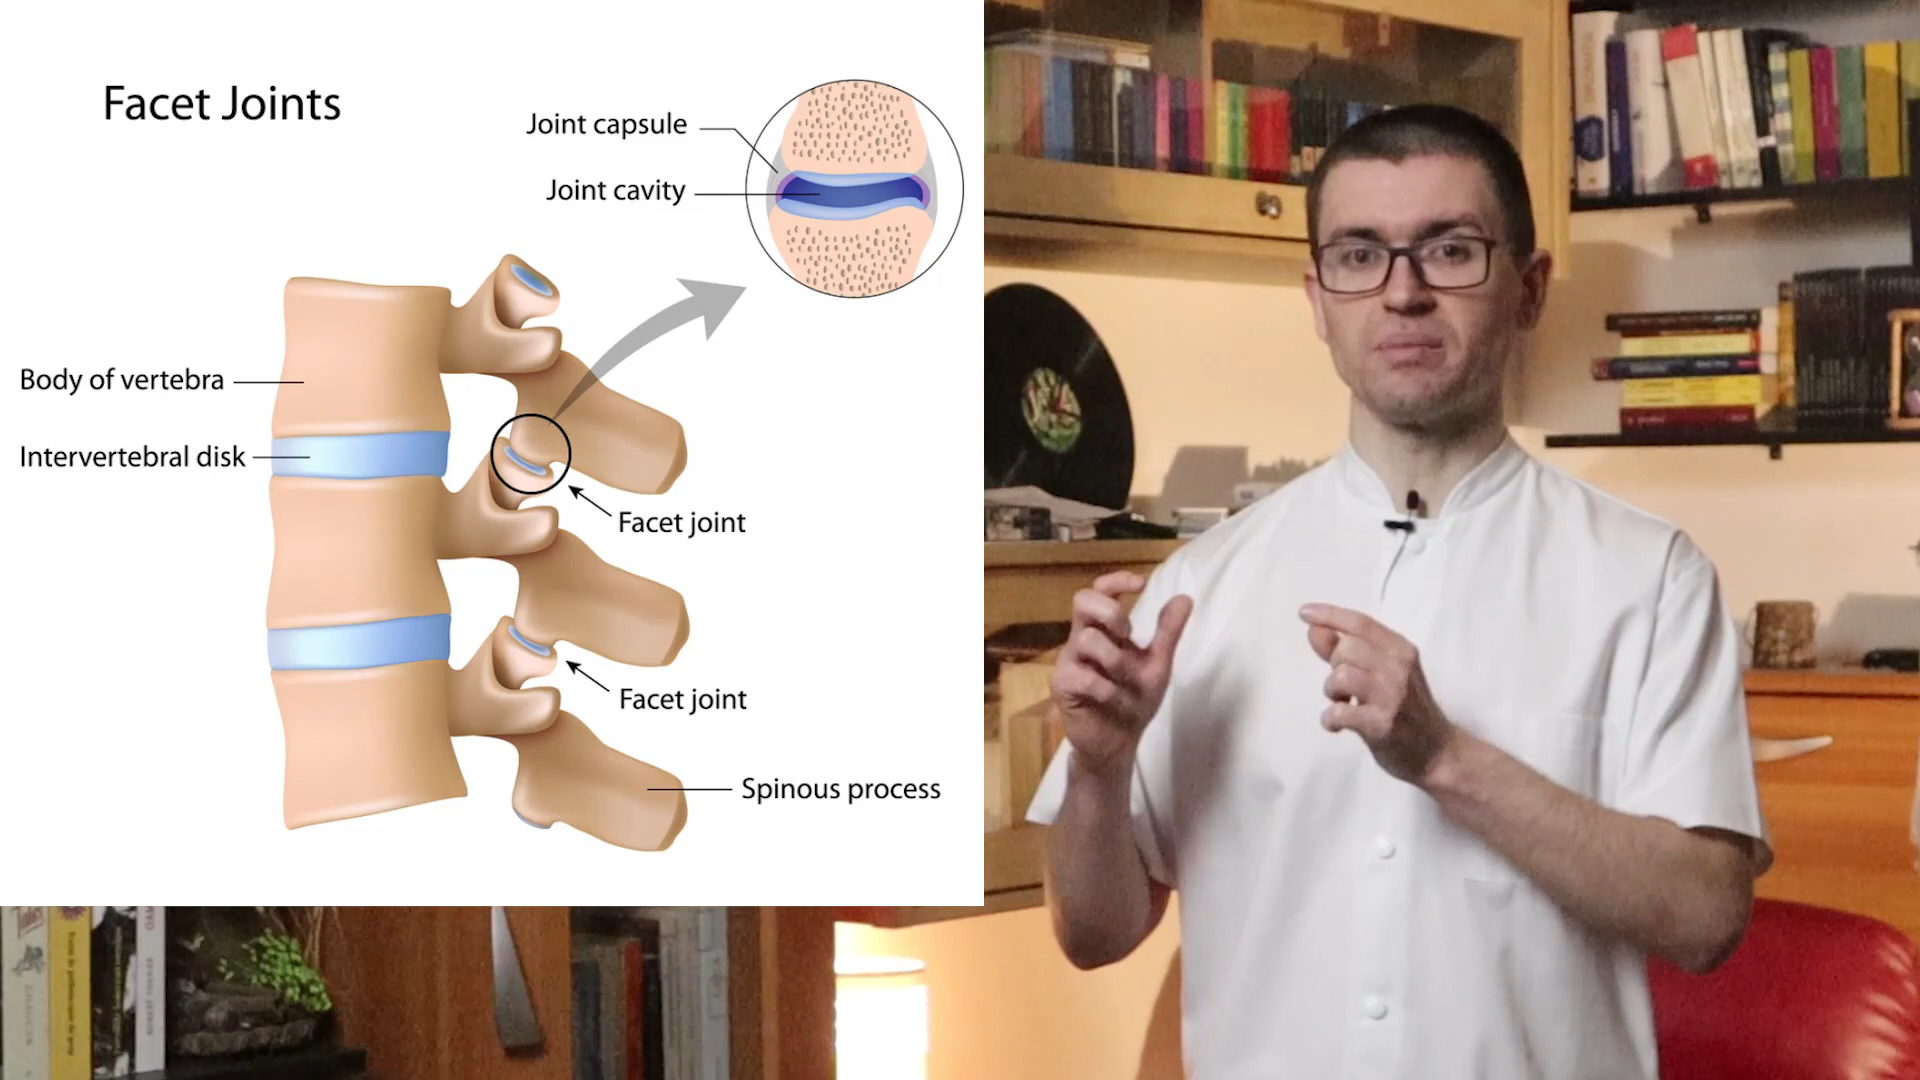 Facet Joints
Joint capsule
Joint cavity
Body of vertebra
Intervertebral disk
Facet joint
Facet joint
Spinous process